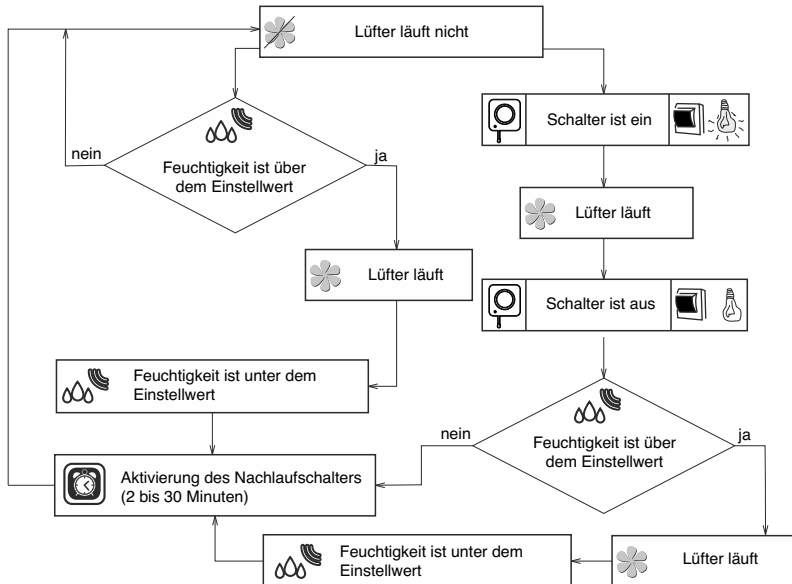 Lüfter läuft nicht
Schalter ist ein
nein
Feuchtigkeit ist über
dem Einstellwert
ja
Lüfter läuft
Lüfter läuft
Schalter ist aus
Feuchtigkeit ist unter dem
Einstellwert
nein
Feuchtigkeit ist über
dem Einstellwert
ja
Aktivierung des Nachlaufschalters
(2 bis 30 Minuten)
Feuchtigkeit ist unter dem
Einstellwert
Lüfter läuft